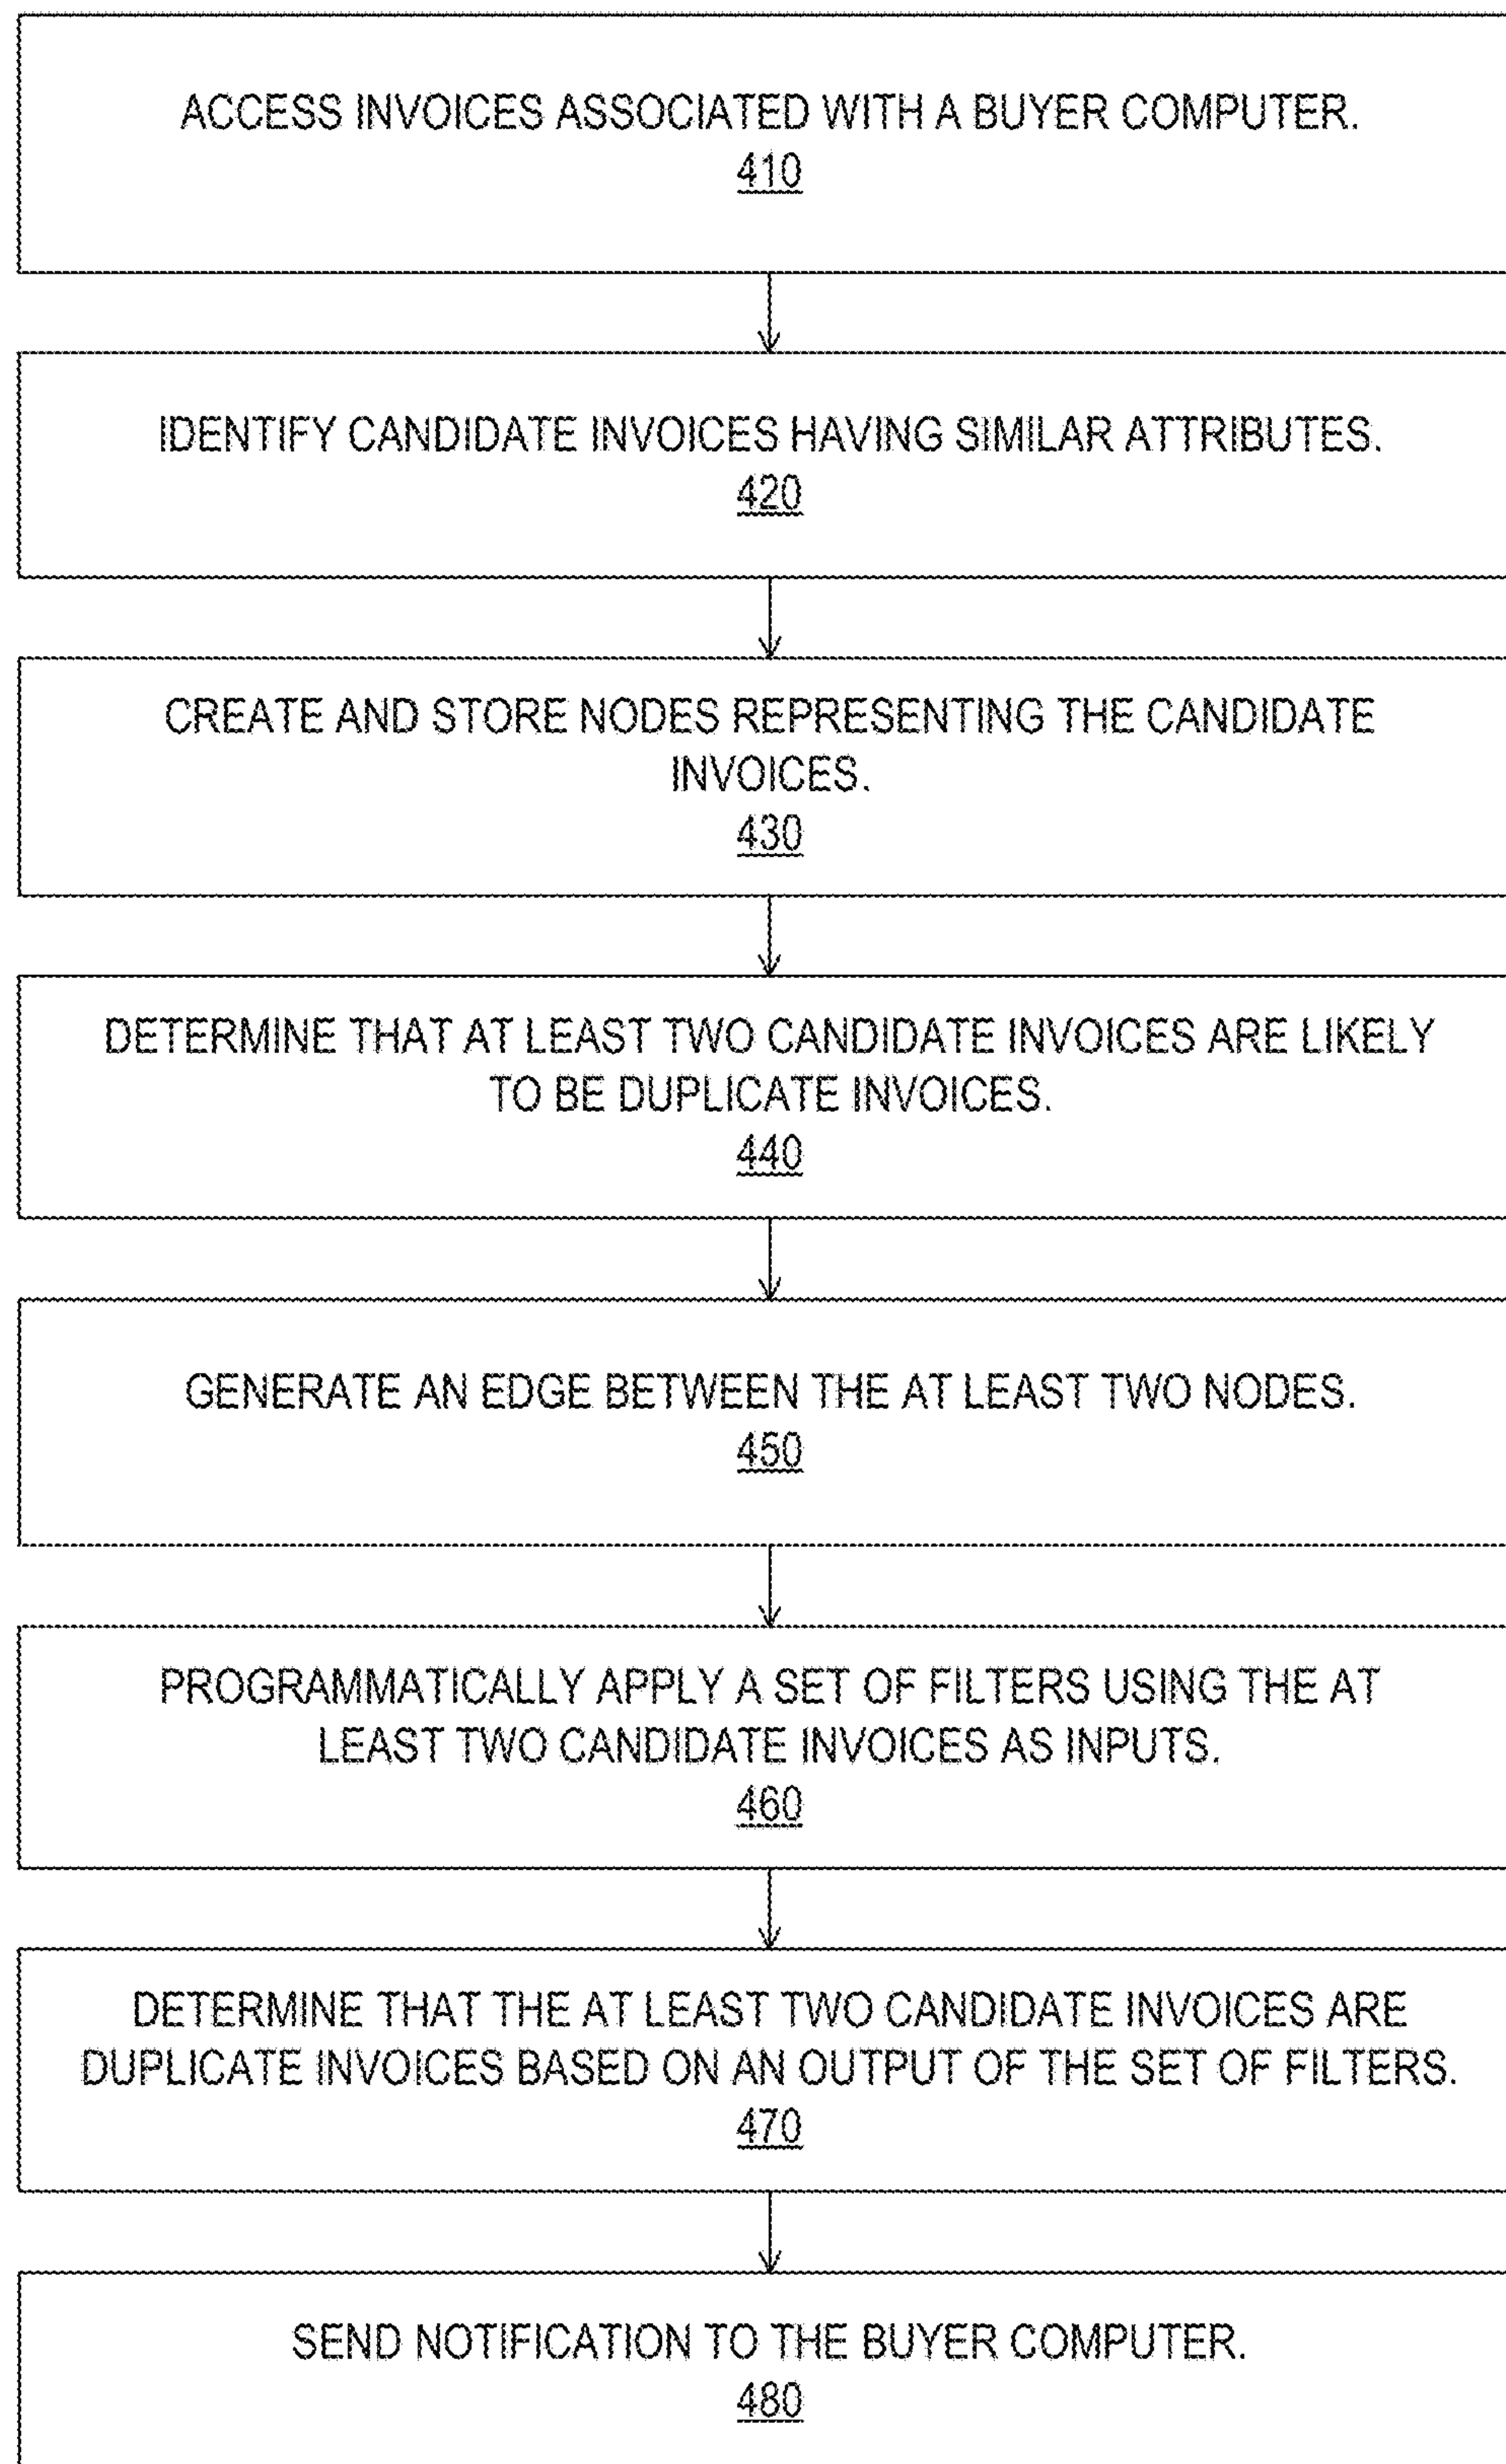 ACCESS INVOICES ASSOCIATED WITH A BUYER COMPUTER.
410
IDENTIFY CANDIDATE INVOICES HAVING SIMILAR ATTRIBUTES.
420
CREATE AND STORE NODES REPRESENTING THE CANDIDATE
INVOICES.
430
DETERMINE THAT AT LEAST TWO CANDIDATE INVOICES ARE LIKELY
TO BE DUPLICATE INVOICES.
440
GENERATE AN EDGE BETWEEN THE AT LEAST TWO NODES.
450
PROGRAMMATICALLY APPLY A SET OF FILTERS USING THE AT
LEAST TWO CANDIDATE INVOICES AS INPUTS.
460
DETERMINE THAT THE AT LEAST TWO CANDIDATE INVOICES ARE
DUPLICATE INVOICES BASED ON AN OUTPUT OF THE SET OF FILTERS.
470
SEND NOTIFICATION TO THE BUYER COMPUTER.
480